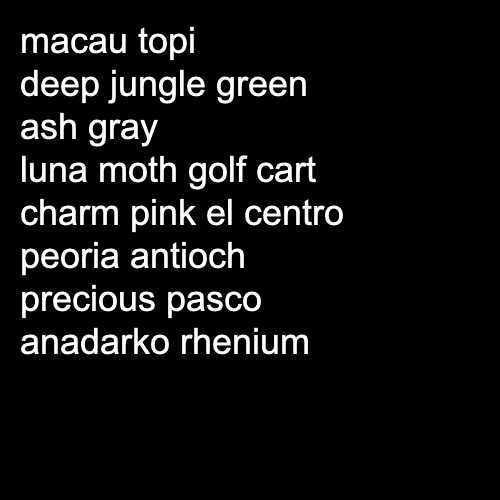 macau topi
deep jungle green
ash gray
luna moth golf cart
charm pink el centro
peoria antioch
precious pasco
anadarko rhenium